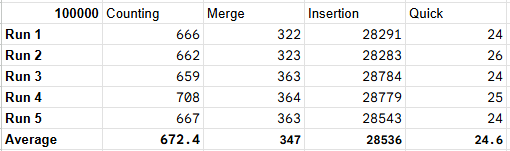 100000 Counting Merge Insertion Quick
Run 1 666 322 28291 24
Run 2 662 323 28283 26
Run 3 659 363 28784 24
Run 4 708 364 28779 25
Run 5 667 363 28543 24
Average 672.4 347 28536 24.6